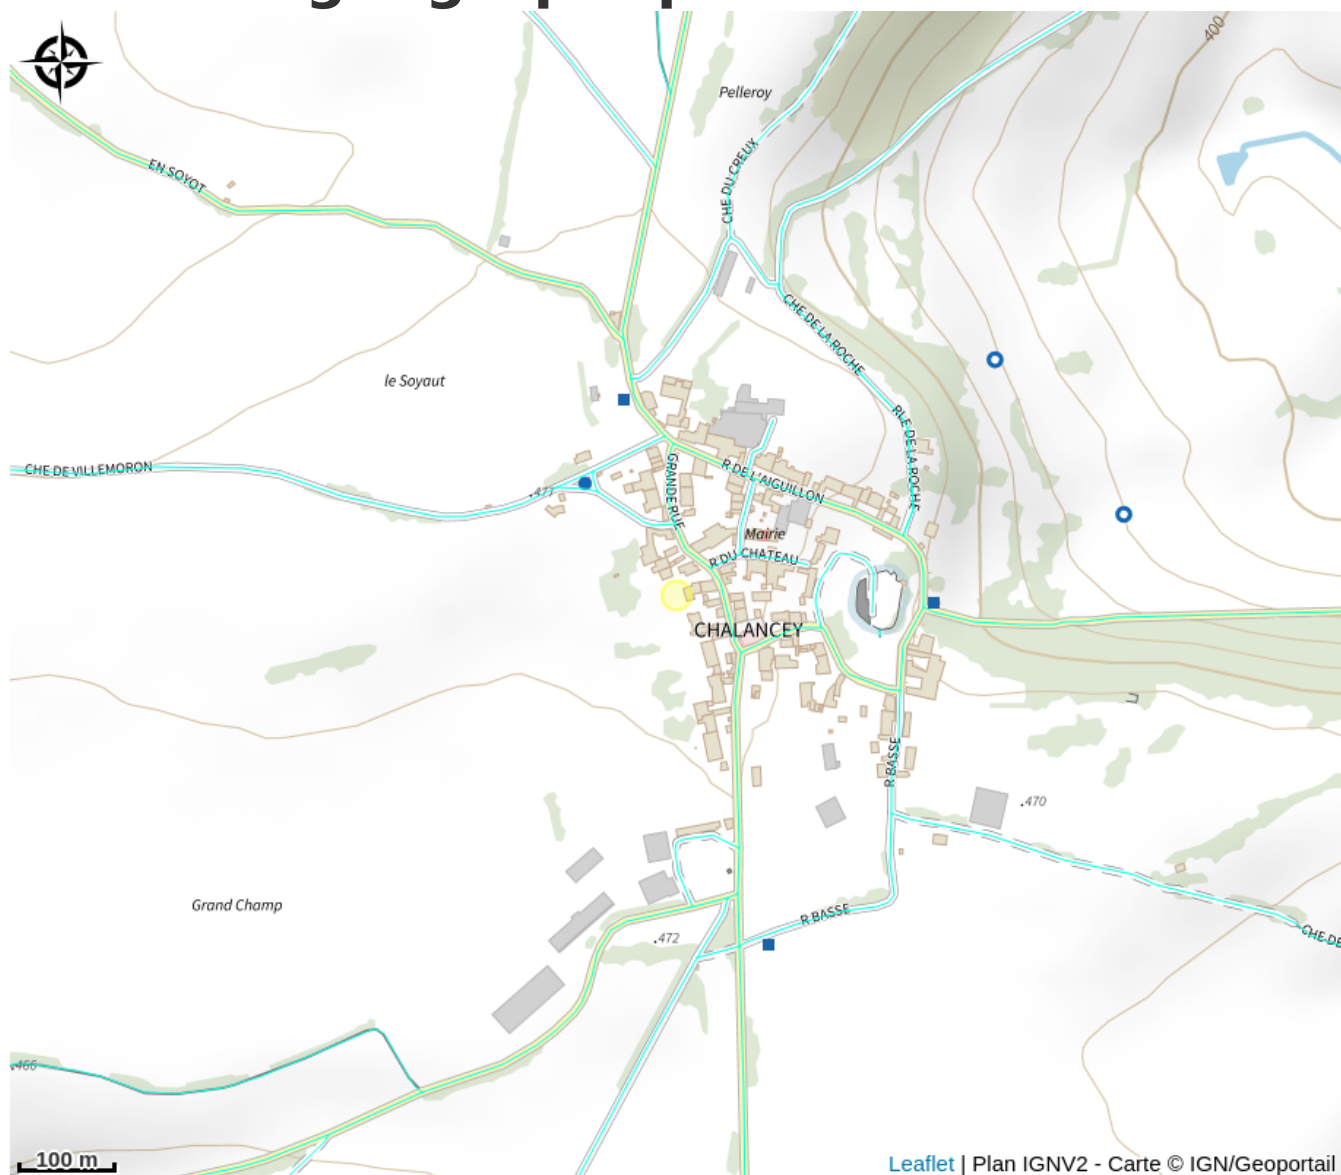 400
Pelleroy
EN SOYOT
CHE DU CREUX
CHE DE LA ROCHE
le Soyaut
RLE DE LA ROCHE
CHE DE VILLEMORON
GRANDE RUE
R DE L'AIGUILLON
.477
Mairie
R DU CHATEAU
CHALANCEY
R BASSE
.470
Grand Champ
R BASSE
.472
CHE DE
.466
100 m
Leaflet | Plan IGNV2 - Carte © IGN/Geoportail